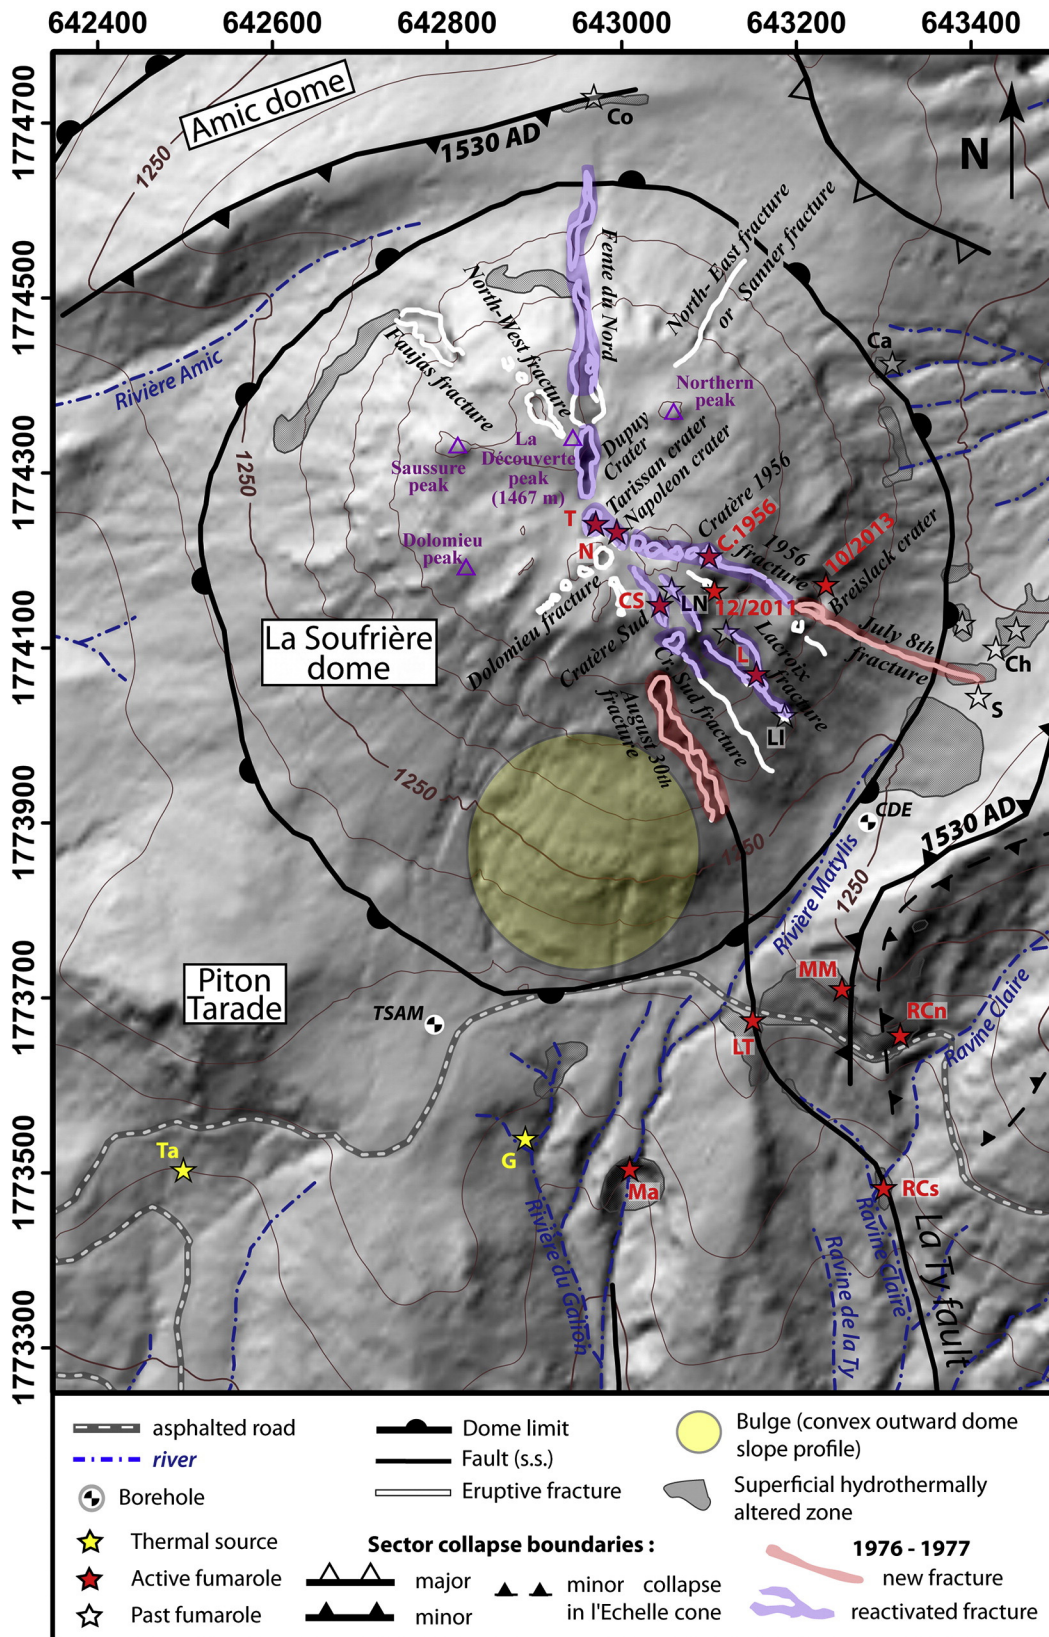 642400 642600 642800 643000 643200 643400
1774700
1774500
1774300
1774100
1773900
1773700
1773500
1773300
Amic dome
1250
1530 AD
Co
N
Rivière Amic
Fente du Nord
North-East fracture
or Sanner fracture
North-West fracture
Faujas fracture
Ca
Northern
peak
La
Découverte
peak
(1467 m)
Saussure
peak
1250
Dupuy
Crater
Tarissan crater
Napoleon crater
Cratère 1956
C.1956
1956
fracture
10/2013
Breislack crater
T
N
Dolomieu
peak
CS
LN
12/2011
La Soufrière
dome
Dolomieu fracture
Cratère Sud
Cr. Sud fracture
L
Lacroix
fracture
LI
July 8th
fracture
Ch
S
August 30th
fracture
1250
1250
CDE
1530 AD
1250
Rivière Matylis
Piton
Tarade
TSAM
MM
RCn
LT
Ravine Claire
Ta
G
Ma
RCs
Rivière du Galion
Ravine Claire
Ravine de la Ty
La Ty fault
asphalted road
river
Borehole
Thermal source
Active fumarole
Past fumarole
Dome limit
Fault (s.s.)
Eruptive fracture
Sector collapse boundaries :
major
minor
minor collapse
in l'Echelle cone
Bulge (convex outward dome
slope profile)
Superficial hydrothermally
altered zone
1976 - 1977
new fracture
reactivated fracture